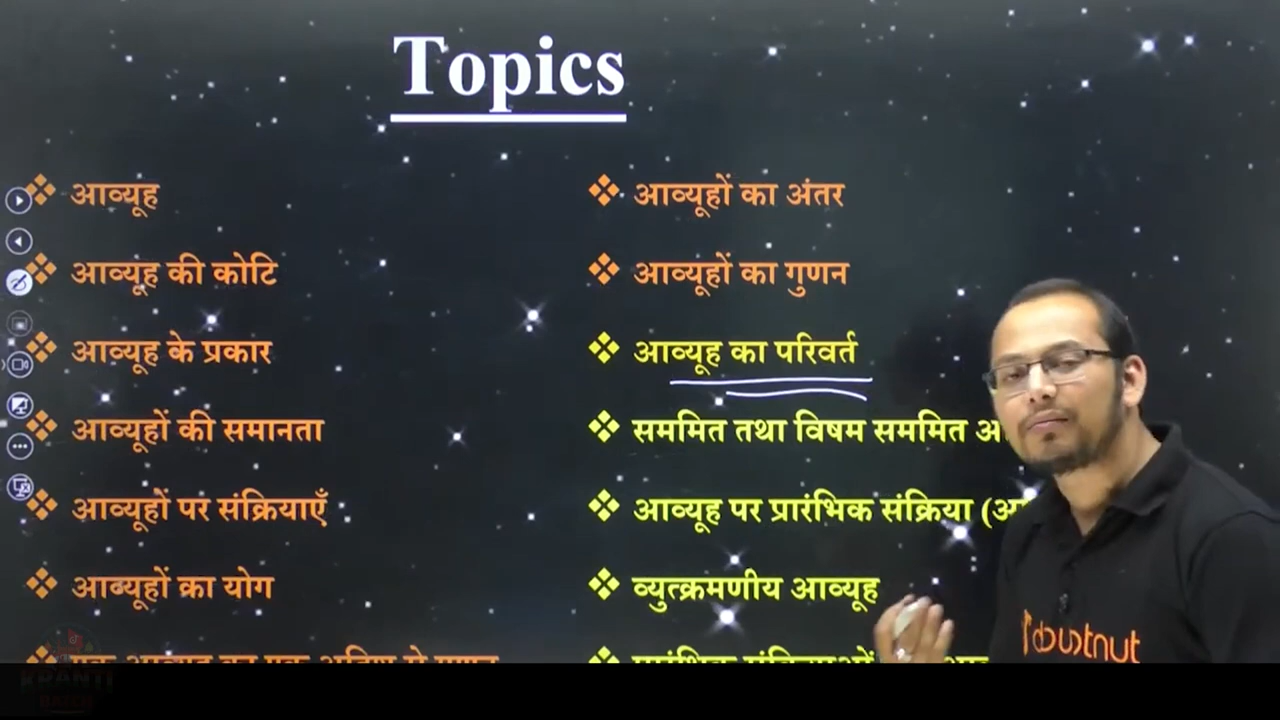 Topics
❖ आव्यूह
❖ आव्यूह की कोटि
❖ आव्यूह के प्रकार
❖ आव्यूहों की समानता
❖ आव्यूहों पर संक्रियाएँ
❖ आव्यूहों का योग
❖ आव्यूहों का अंतर
❖ आव्यूहों का गुणन
❖ आव्यूह का परिवर्त
❖ सममित तथा विषम सममित
❖ आव्यूह पर प्रारंभिक संक्रिया
❖ व्युत्क्रमणीय आव्यूह
doubtnut
KRANTI